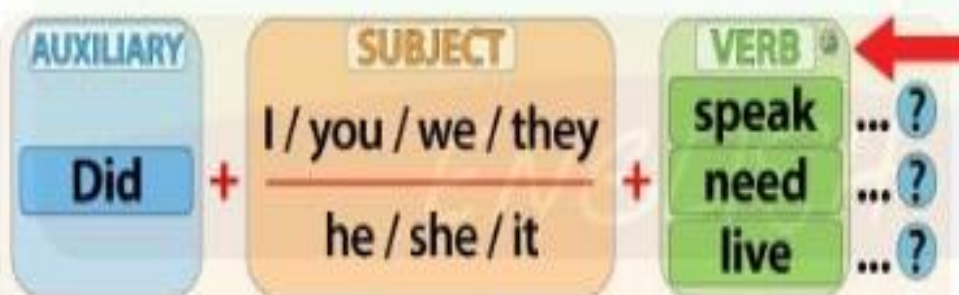 AUXILIARY SUBJECT VERB
I / you / we / they speak ... ?
Did + + need ... ?
he / she / it live ... ?